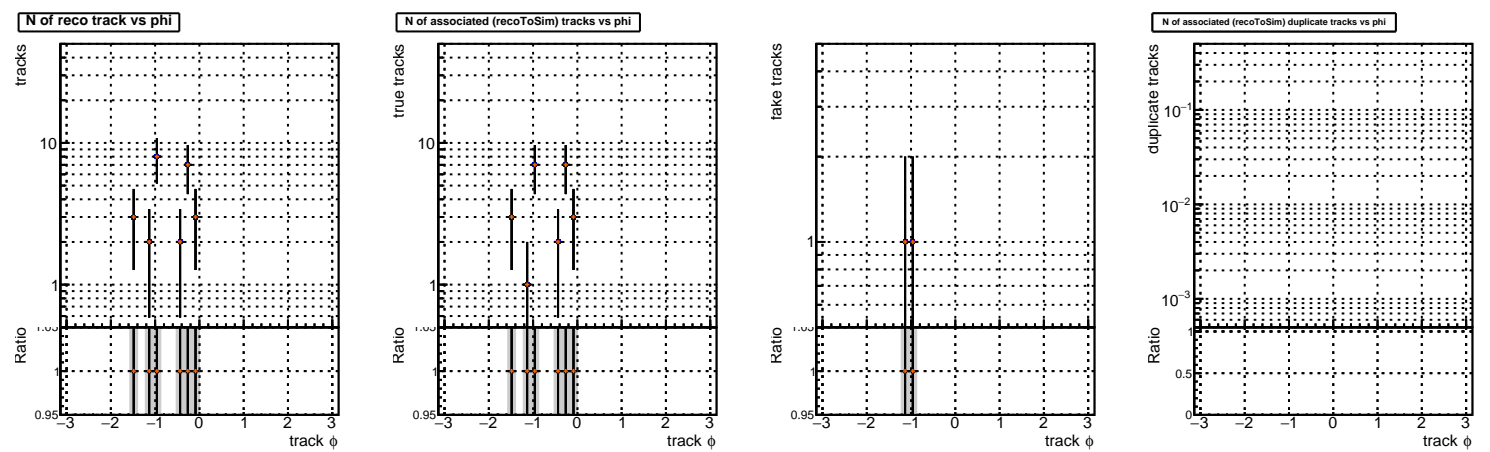 N of reco track vs phi
tracks
10
1
Ratio
1.05
1
0.95
−3 −2 −1 0 1 2 3
track ϕ
N of associated (recoToSim) tracks vs phi
true tracks
10
1
Ratio
1.05
1
0.95
−3 −2 −1 0 1 2 3
track ϕ
fake tracks
1
Ratio
1.05
1
0.95
−3 −2 −1 0 1 2 3
track ϕ
N of associated (recoToSim) duplicate tracks vs phi
duplicate tracks
10⁻¹
10⁻²
10⁻³
Ratio
1
0.5
0
−3 −2 −1 0 1 2 3
track ϕ